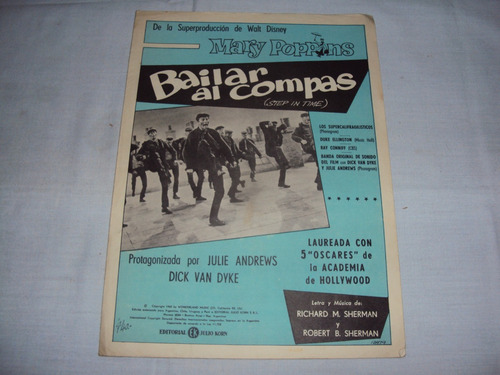 De la Superproducción de Walt Disney
Mary Poppins
Bailar
al compas
(STEP IN TIME)
LOS SUPERCALIFRAGILISTICOS
DUKE ELLINGTON (Music Hall)
RAY CONNIFF (CBS)
BANDA ORIGINAL DE SONIDO
DEL FILM con DICK VAN DYKE
Y JULIE ANDREWS
Protagonizada por JULIE ANDREWS
DICK VAN DYKE
LAUREADA CON
5 "OSCARES" de
la ACADEMIA
de HOLLYWOOD
Letra y Música de:
RICHARD M. SHERMAN
y
ROBERT B. SHERMAN
EDITORIAL JULIO KORN